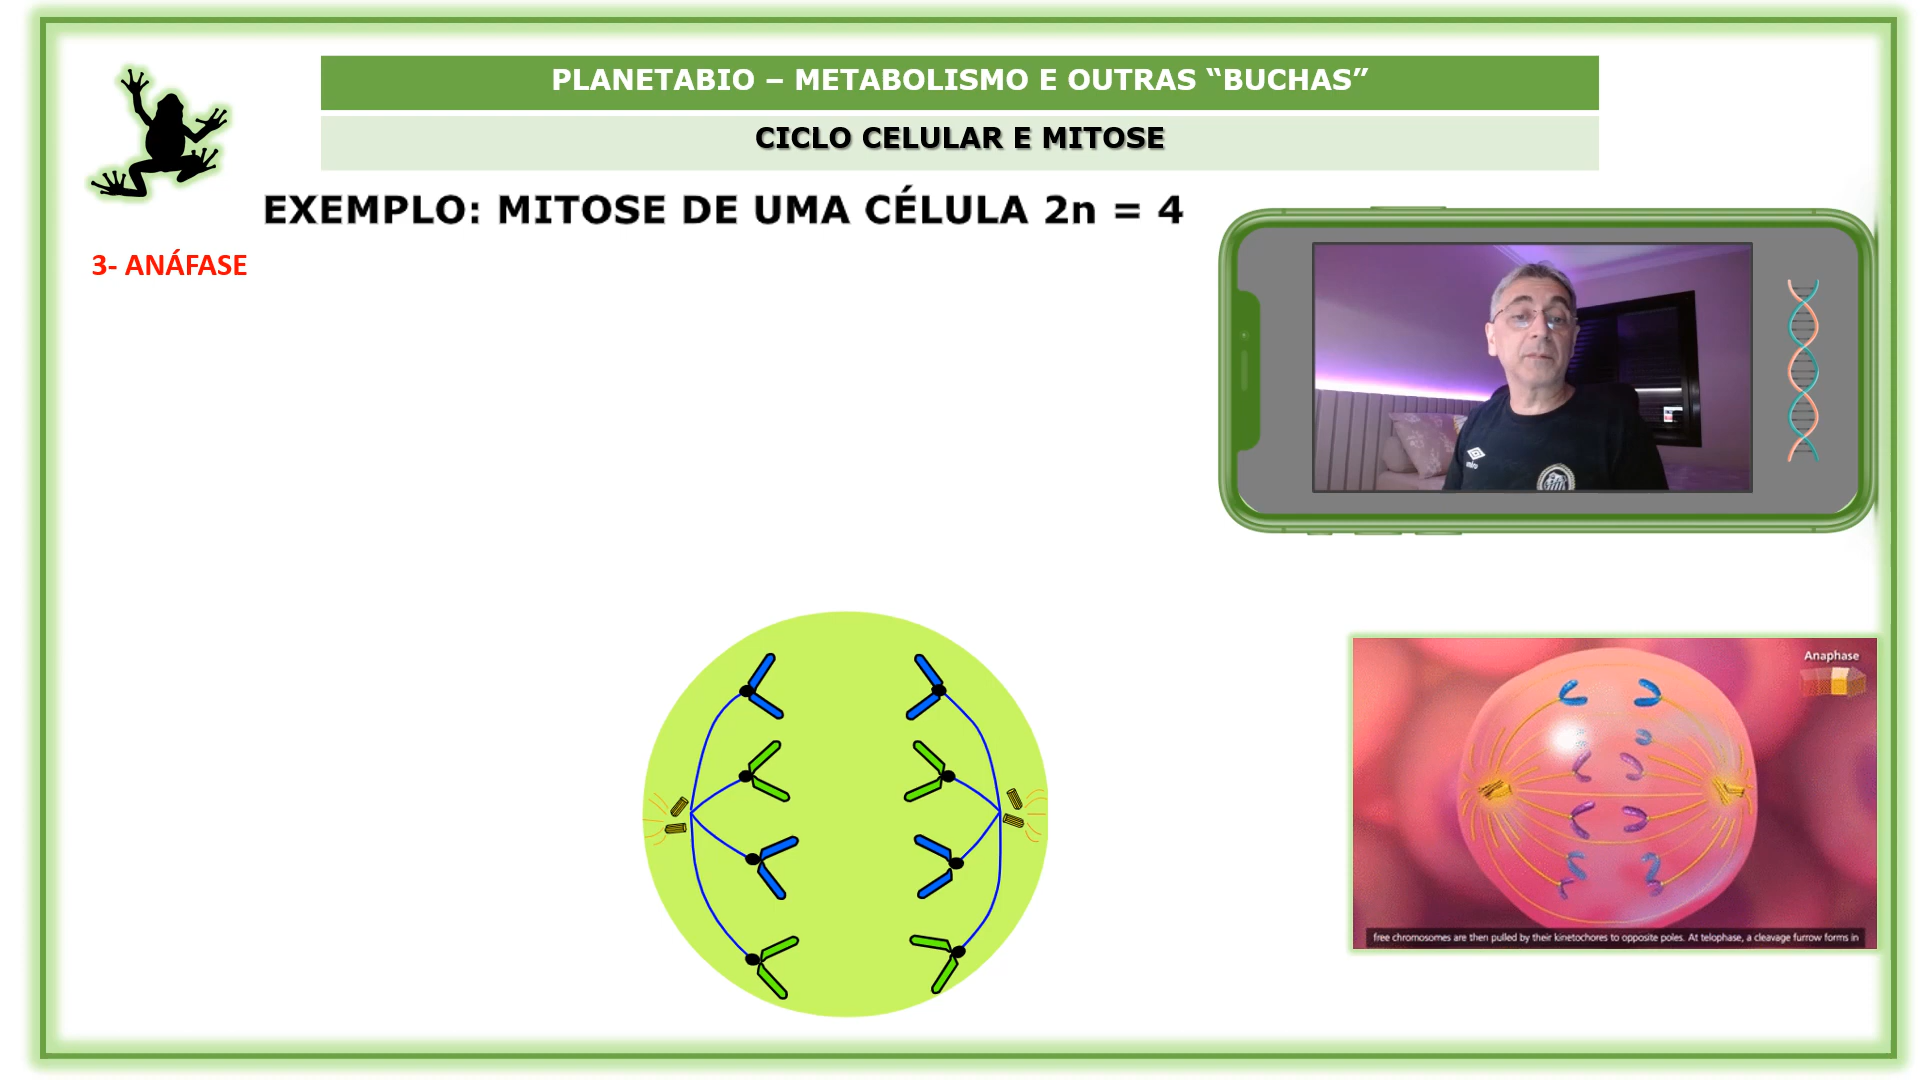 PLANETABIO – METABOLISMO E OUTRAS “BUCHAS”
CICLO CELULAR E MITOSE
EXEMPLO: MITOSE DE UMA CÉLULA 2n = 4
3- ANÁFASE
Anaphase
free chromosomes are then pulled by their kinetochores to opposite poles. At telophase, a cleavage furrow forms in